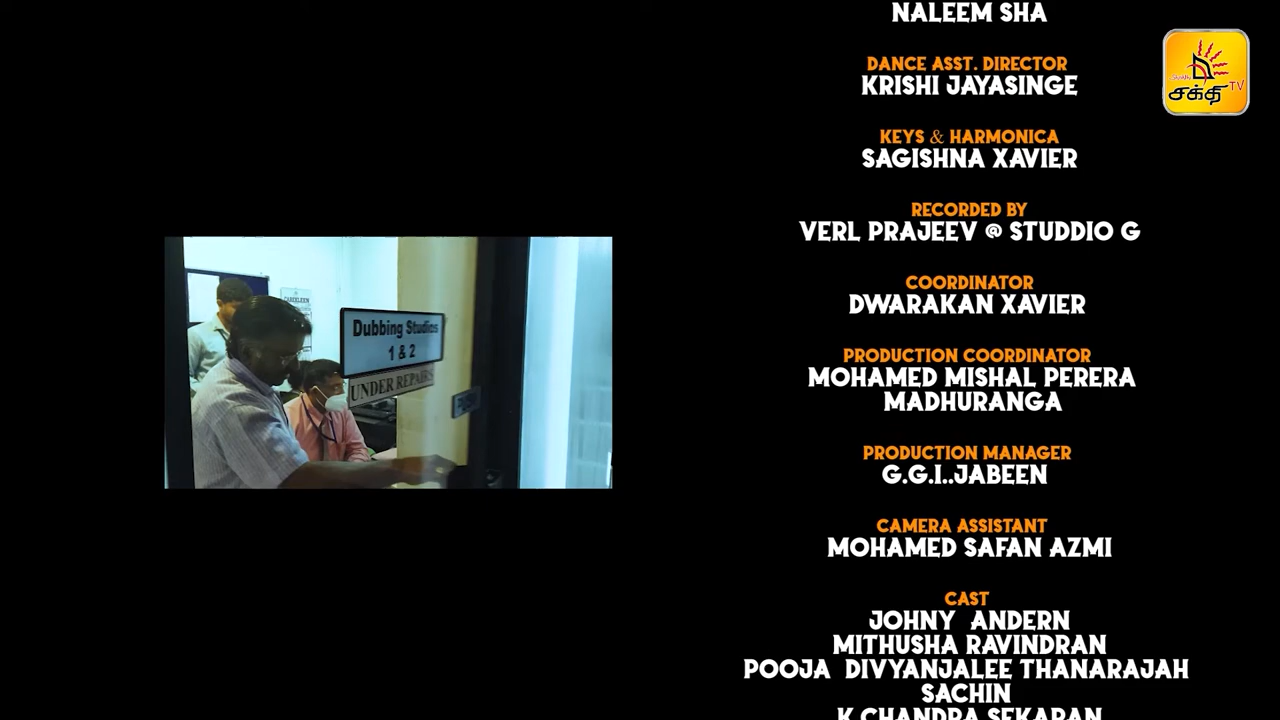 NALEEM SHA
DANCE ASST. DIRECTOR
KRISHI JAYASINGE
KEYS & HARMONICA
SAGISHNA XAVIER
RECORDED BY
VERL PRAJEEV @ STUDDIO G
COORDINATOR
DWARAKAN XAVIER
PRODUCTION COORDINATOR
MOHAMED MISHAL PERERA
MADHURANGA
PRODUCTION MANAGER
G.G.I..JABEEN
CAMERA ASSISTANT
MOHAMED SAFAN AZMI
CAST
JOHNY ANDERN
MITHUSHA RAVINDRAN
POOJA DIVYANJALEE THANARAJAH
SACHIN
K.CHANDRA SEKARAN
Dubbing Studios
1 & 2
UNDER REPAIRS
சக்தி TV